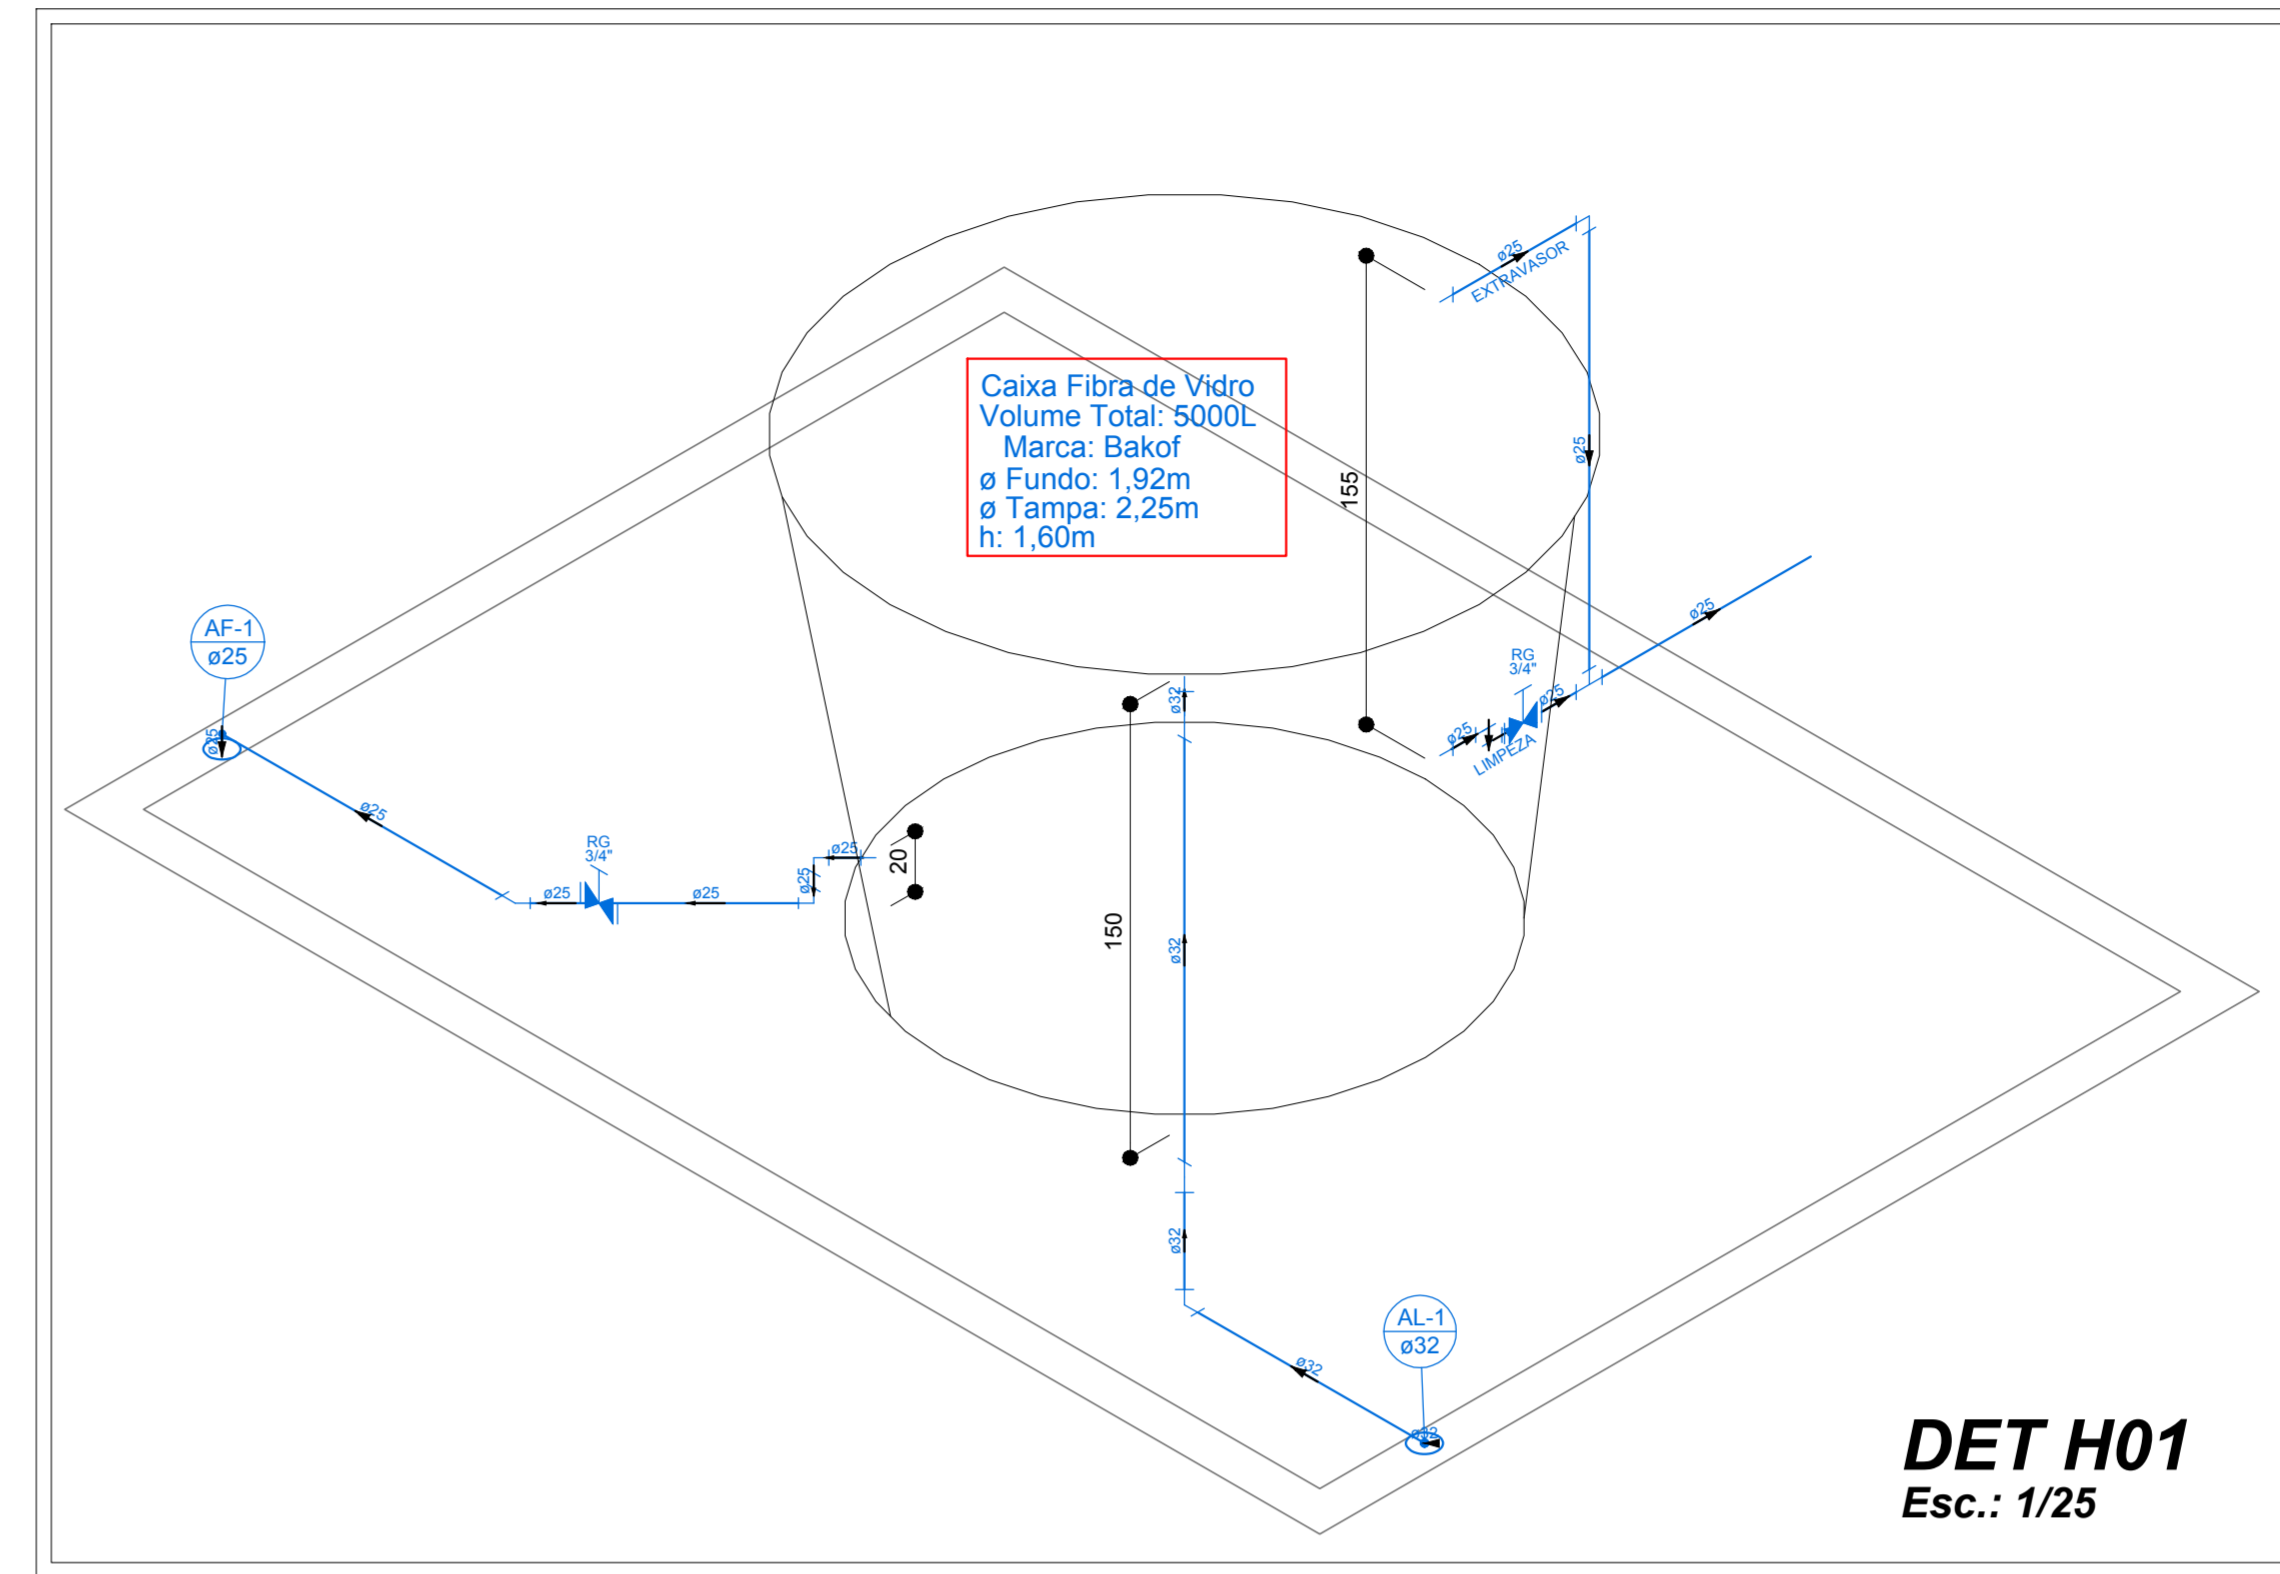 ø25
EXTRAVASOR
Caixa Fibra de Vidro
Volume Total: 5000L
Marca: Bakof
ø Fundo: 1,92m
ø Tampa: 2,25m
h: 1,60m
155
ø25
ø25
AF-1
ø25
RG
3/4"
ø25
ø25
LIMPEZA
ø32
ø25
ø25
RG
3/4"
ø25
20
ø25
ø25
ø25
150
ø32
ø32
AL-1
ø32
ø32
ø32
DET H01
Esc.: 1/25